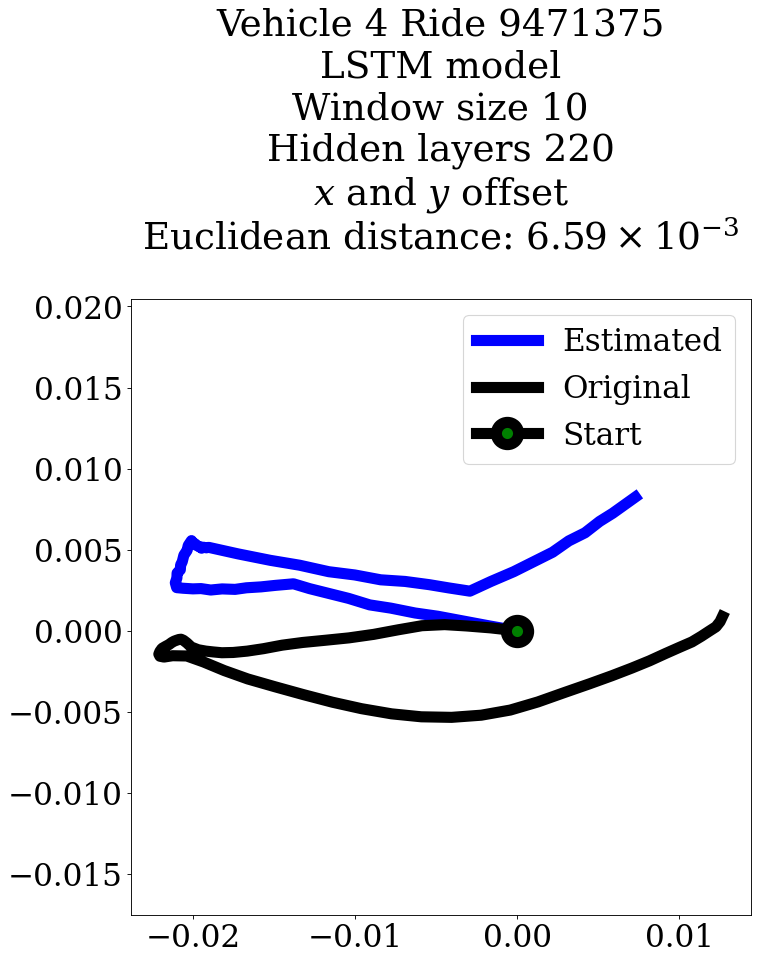 Vehicle 4 Ride 9471375
LSTM model
Window size 10
Hidden layers 220
x and y offset
Euclidean distance: 6.59 × 10⁻³
Estimated
Original
Start
0.020
0.015
0.010
0.005
0.000
−0.005
−0.010
−0.015
−0.02 −0.01 0.00 0.01